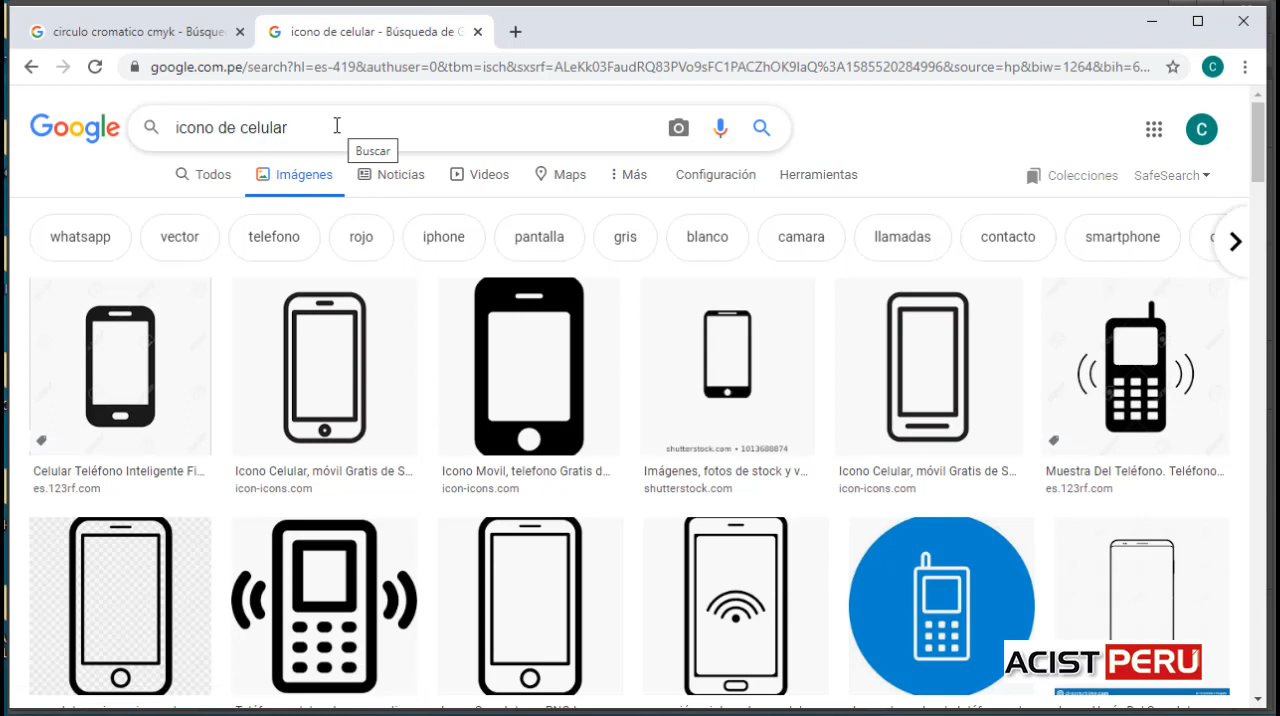 circulo cromatico cmyk - Búsque
icono de celular - Búsqueda de G
google.com.pe/search?hl=es-419&authuser=0&tbm=isch&sxsrf=ALeKk03FaudRQ83PVo9sFC1PACZhOK9IaQ%3A1585520284996&source=hp&biw=1264&bih=6...
C
Google
icono de celular
C
Buscar
Todos
Imágenes
Noticias
Videos
Maps
Más
Configuración
Herramientas
Colecciones
SafeSearch
whatsapp
vector
telefono
rojo
iphone
pantalla
gris
blanco
camara
llamadas
contacto
smartphone
shutterstock.com • 1013688874
Celular Teléfono Inteligente Fi...
es.123rf.com
Icono Celular, móvil Gratis de S...
icon-icons.com
Icono Movil, telefono Gratis d...
icon-icons.com
Imágenes, fotos de stock y v...
shutterstock.com
Icono Celular, móvil Gratis de S...
icon-icons.com
Muestra Del Teléfono. Teléfono...
es.123rf.com
ACIST PERU